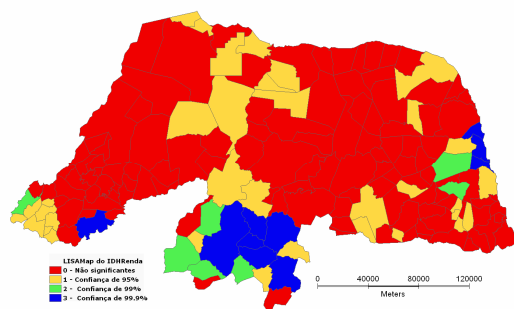 LISAMap do IDHRenda
0 - Não significantes
1 - Confiança de 95%
2 - Confiança de 99%
3 - Confiança de 99.9%
40000 80000 120000
Meters